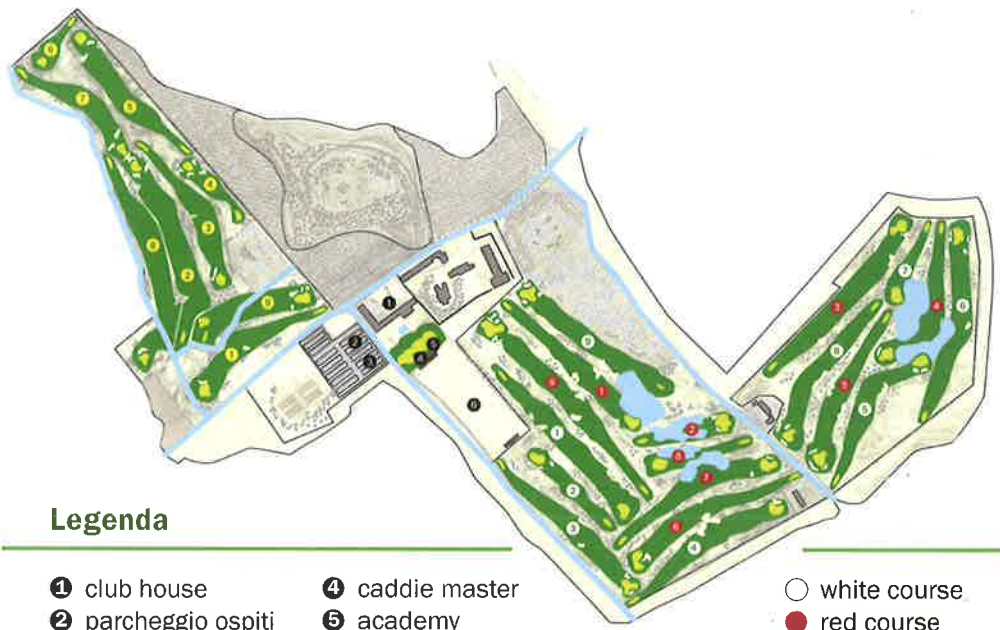 Legenda
❶ club house
❷ parcheggio ospiti
❹ caddie master
❺ academy
white course
red course